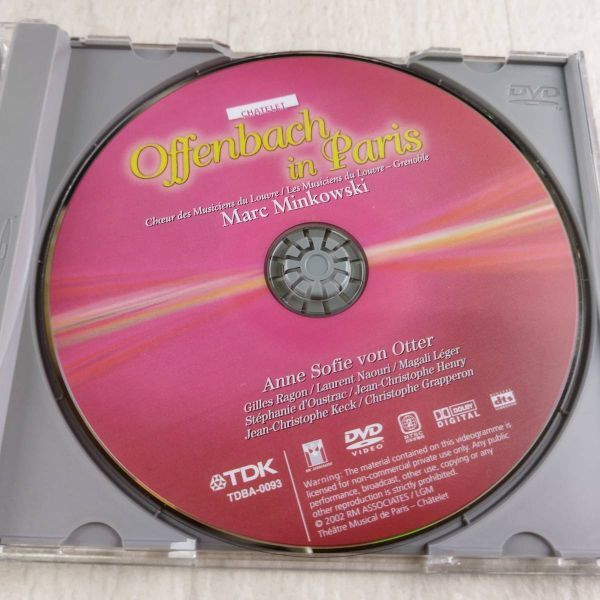 DVD
CHATELET
Offenbach
in Paris
Chœur des Musiciens du Louvre / Les Musiciens du Louvre – Grenoble
Marc Minkowski
Anne Sofie von Otter
Gilles Ragon / Laurent Naouri / Magali Léger
Stéphanie d'Oustrac / Jean-Christophe Henry
Jean-Christophe Keck / Christophe Grapperon
TDK
TDBA-0093
DVD
VIDEO
2
NTSC
DOLBY
DIGITAL
DIGITAL
dts
Warning: The material contained on this videogramme is
licensed for non-commercial private use only. Any public
performance, broadcast, other use, copying or any
other reproduction is strictly prohibited.
© 2002 RM ASSOCIATES / LGM
Théâtre Musical de Paris – Châtelet